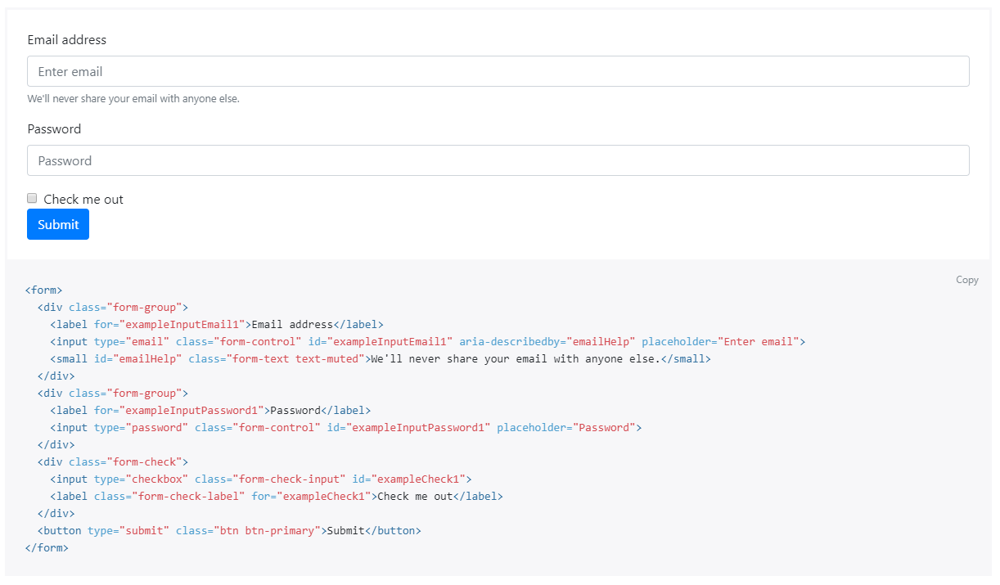 Email address
Enter email
We'll never share your email with anyone else.
Password
Password
Check me out
Submit
Copy
<form>
  <div class="form-group">
    <label for="exampleInputEmail1">Email address</label>
    <input type="email" class="form-control" id="exampleInputEmail1" aria-describedby="emailHelp" placeholder="Enter email">
    <small id="emailHelp" class="form-text text-muted">We'll never share your email with anyone else.</small>
  </div>
  <div class="form-group">
    <label for="exampleInputPassword1">Password</label>
    <input type="password" class="form-control" id="exampleInputPassword1" placeholder="Password">
  </div>
  <div class="form-check">
    <input type="checkbox" class="form-check-input" id="exampleCheck1">
    <label class="form-check-label" for="exampleCheck1">Check me out</label>
  </div>
  <button type="submit" class="btn btn-primary">Submit</button>
</form>